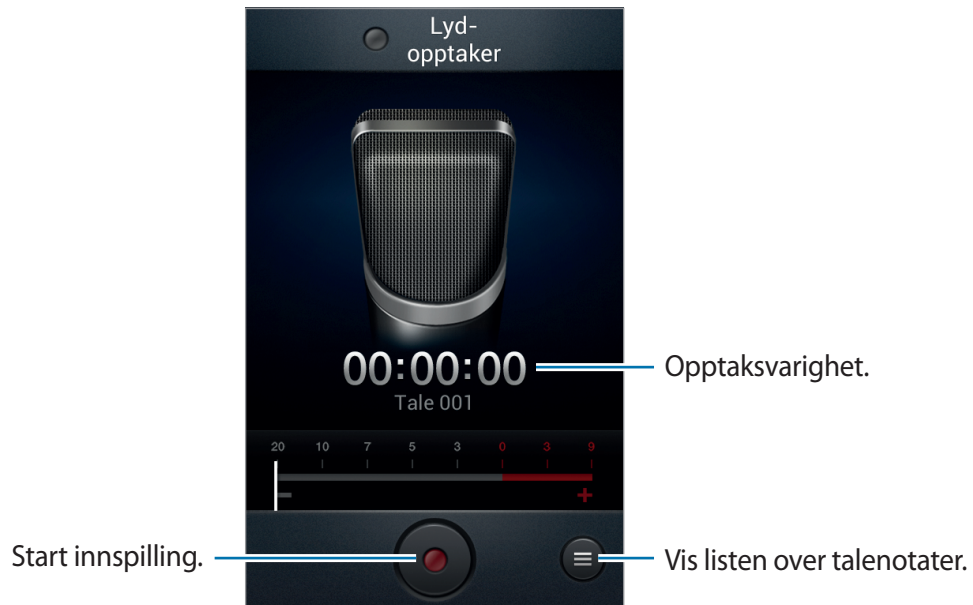 Lyd-
opptaker
00:00:00
Opptaksvarighet.
Tale 001
20 10 7 5 3 0 3 9
Start innspilling.
Vis listen over talenotater.